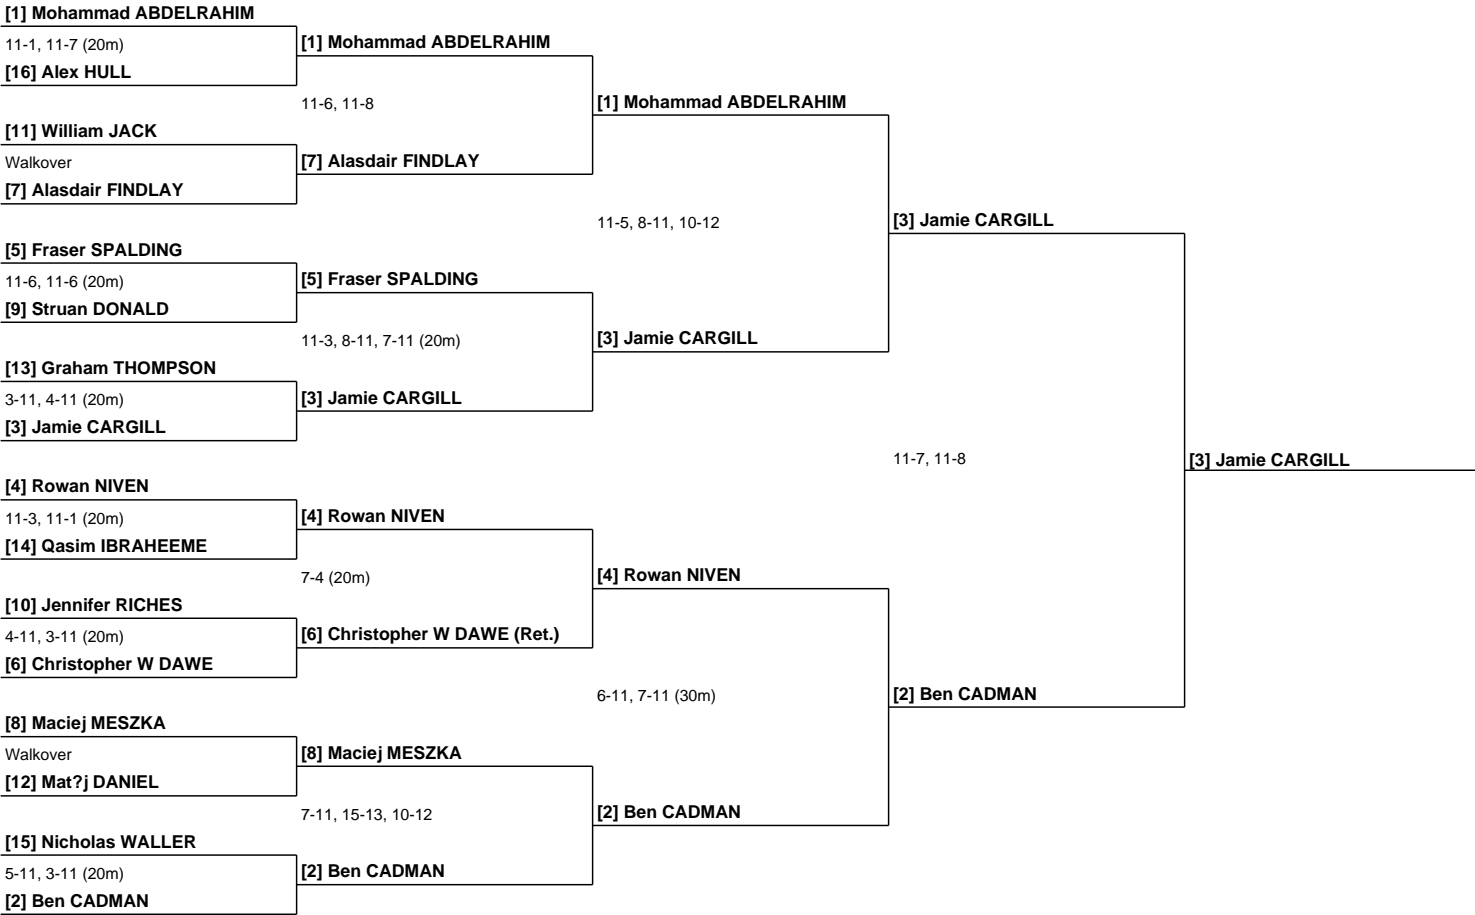 [1] Mohammad ABDELRAHIM
11-1, 11-7 (20m)
[16] Alex HULL
[11] William JACK
Walkover
[7] Alasdair FINDLAY
[5] Fraser SPALDING
11-6, 11-6 (20m)
[9] Struan DONALD
[13] Graham THOMPSON
3-11, 4-11 (20m)
[3] Jamie CARGILL
[4] Rowan NIVEN
11-3, 11-1 (20m)
[14] Qasim IBRAHEEME
[10] Jennifer RICHES
4-11, 3-11 (20m)
[6] Christopher W DAWE
[8] Maciej MESZKA
Walkover
[12] Mat?j DANIEL
[15] Nicholas WALLER
5-11, 3-11 (20m)
[2] Ben CADMAN
[1] Mohammad ABDELRAHIM
11-6, 11-8
[7] Alasdair FINDLAY
[5] Fraser SPALDING
11-3, 8-11, 7-11 (20m)
[3] Jamie CARGILL
[4] Rowan NIVEN
7-4 (20m)
[6] Christopher W DAWE (Ret.)
[8] Maciej MESZKA
7-11, 15-13, 10-12
[2] Ben CADMAN
[1] Mohammad ABDELRAHIM
11-5, 8-11, 10-12
[3] Jamie CARGILL
[4] Rowan NIVEN
6-11, 7-11 (30m)
[2] Ben CADMAN
[3] Jamie CARGILL
11-7, 11-8
[2] Ben CADMAN
[3] Jamie CARGILL